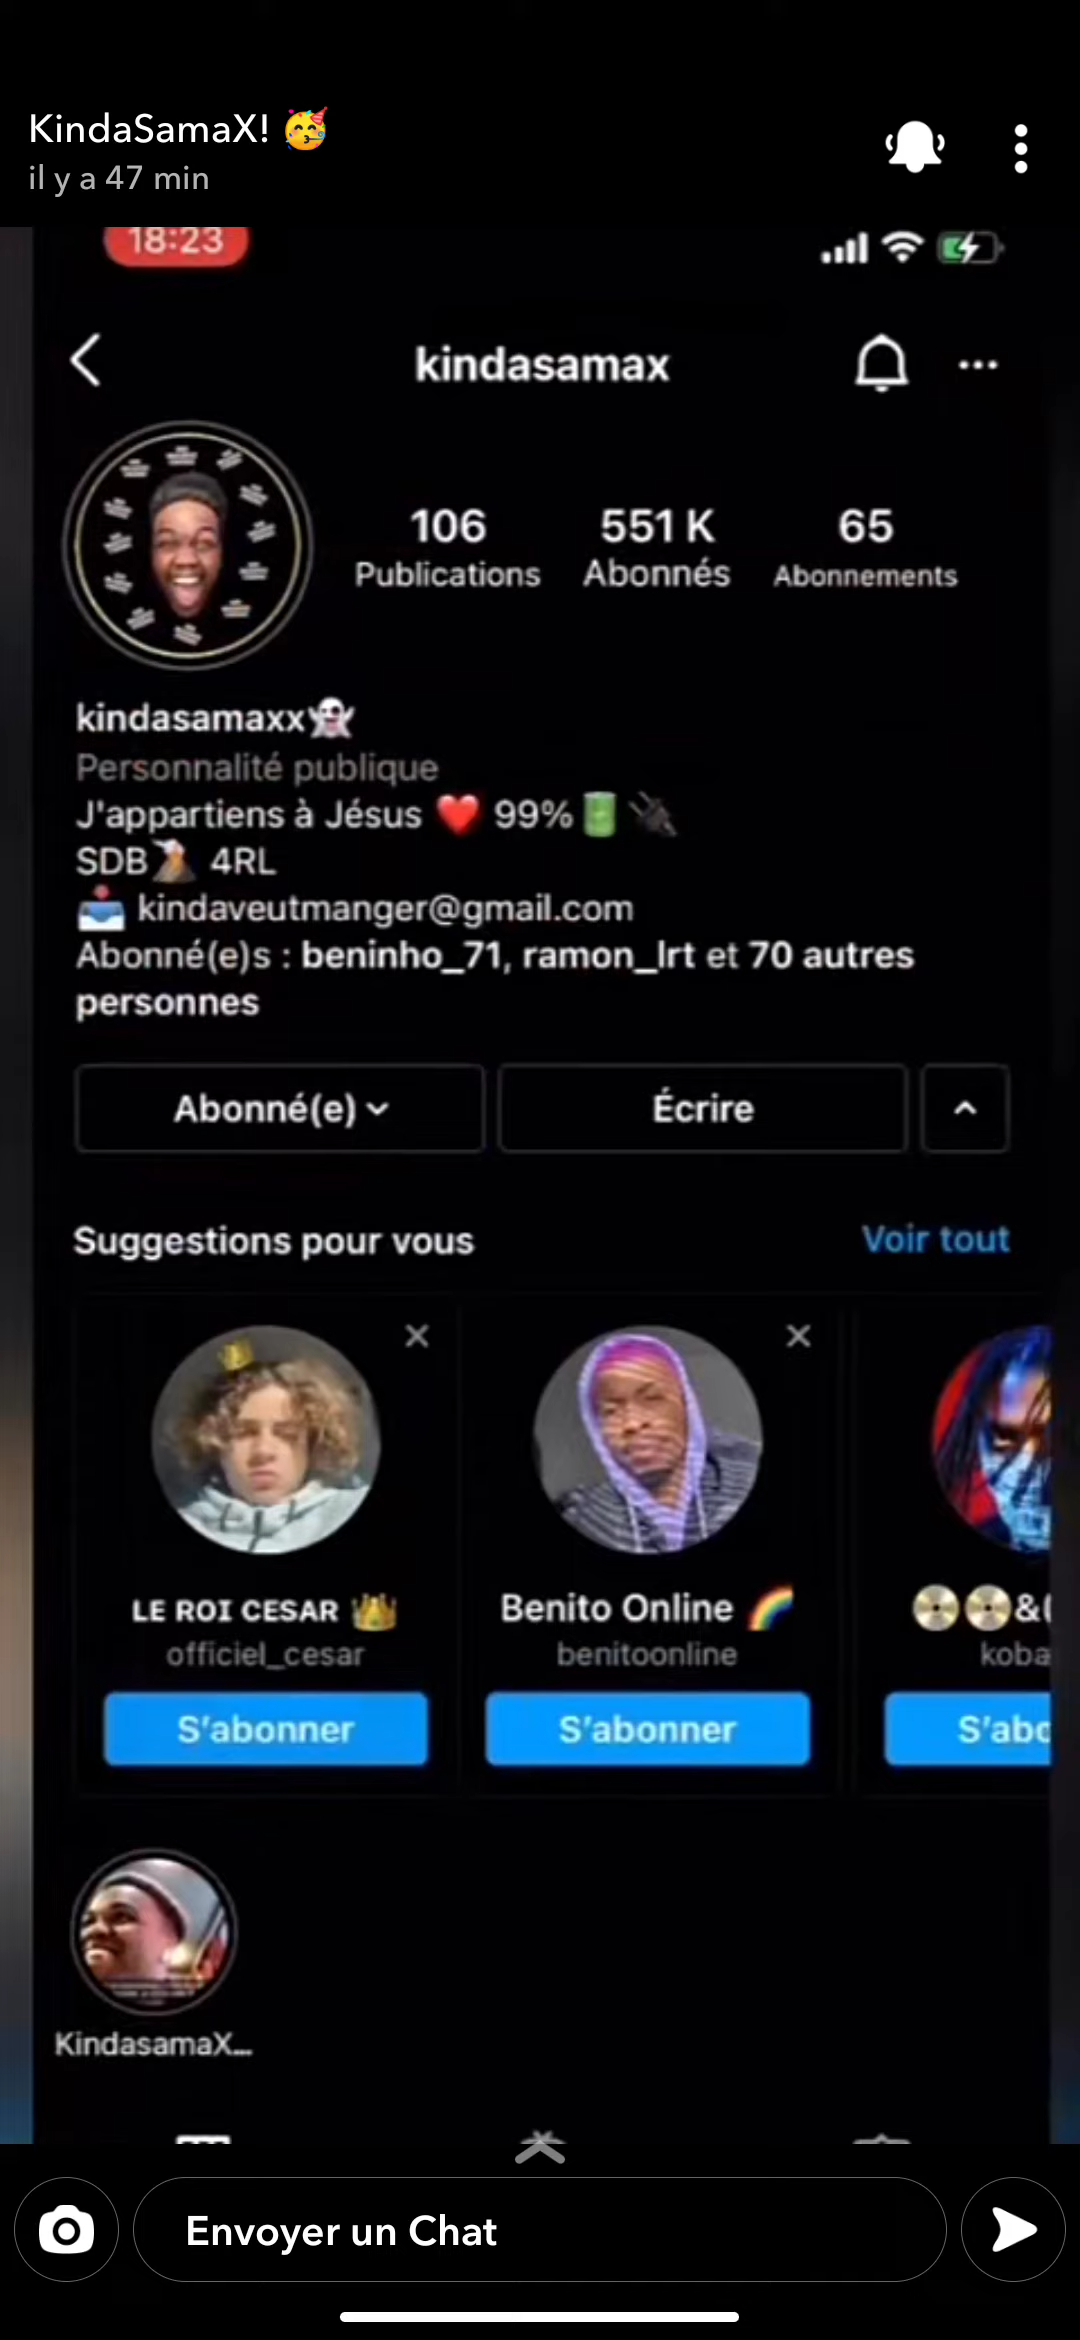 KindaSamaX! 🥳
il y a 47 min
18:23
kindasamax
106
Publications
551 K
Abonnés
65
Abonnements
kindasamaxx👻
Personnalité publique
J'appartiens à Jésus ❤️ 99%🔋🔌
SDB🌋 4RL
📩 kindaveutmanger@gmail.com
Abonné(e)s : beninho_71, ramon_lrt et 70 autres
personnes
Abonné(e)
Écrire
Suggestions pour vous
Voir tout
LE ROI CESAR 👑
officiel_cesar
S'abonner
Benito Online 🌈
benitoonline
S'abonner
📀📀&(
koba
S'abo
KindasamaX...
Envoyer un Chat